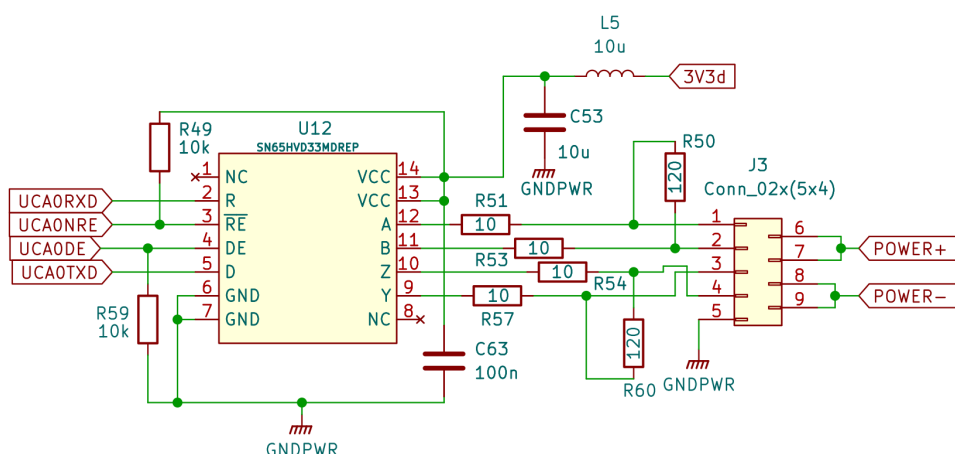 L5
10u
3V3d
C53
10u
GNDPWR
R49
10k
U12
SN65HVD33MDREP
R50
120
J3
Conn_02x(5x4)
1 NC VCC 14
UCA0RXD 2 R VCC 13
UCA0NRE 3 RE A 12 R51 10 1 6
UCA0DE 4 DE B 11 10 2 7 POWER+
R53
UCA0TXD 5 D Z 10 10 3 8
R54
6 GND Y 9 10 4 9 POWER-
R57
7 GND NC 8 5
R59
10k
120
R60
GNDPWR
C63
100n
GNDPWR